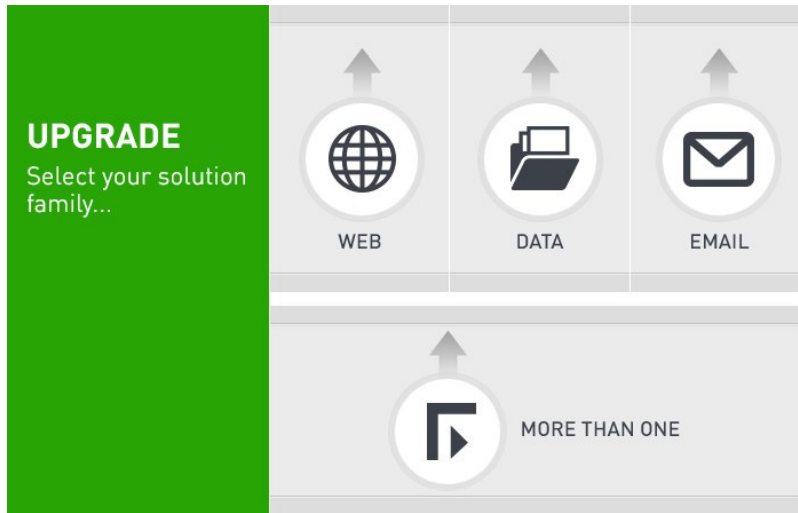 UPGRADE
Select your solution
family...
WEB
DATA
EMAIL
MORE THAN ONE